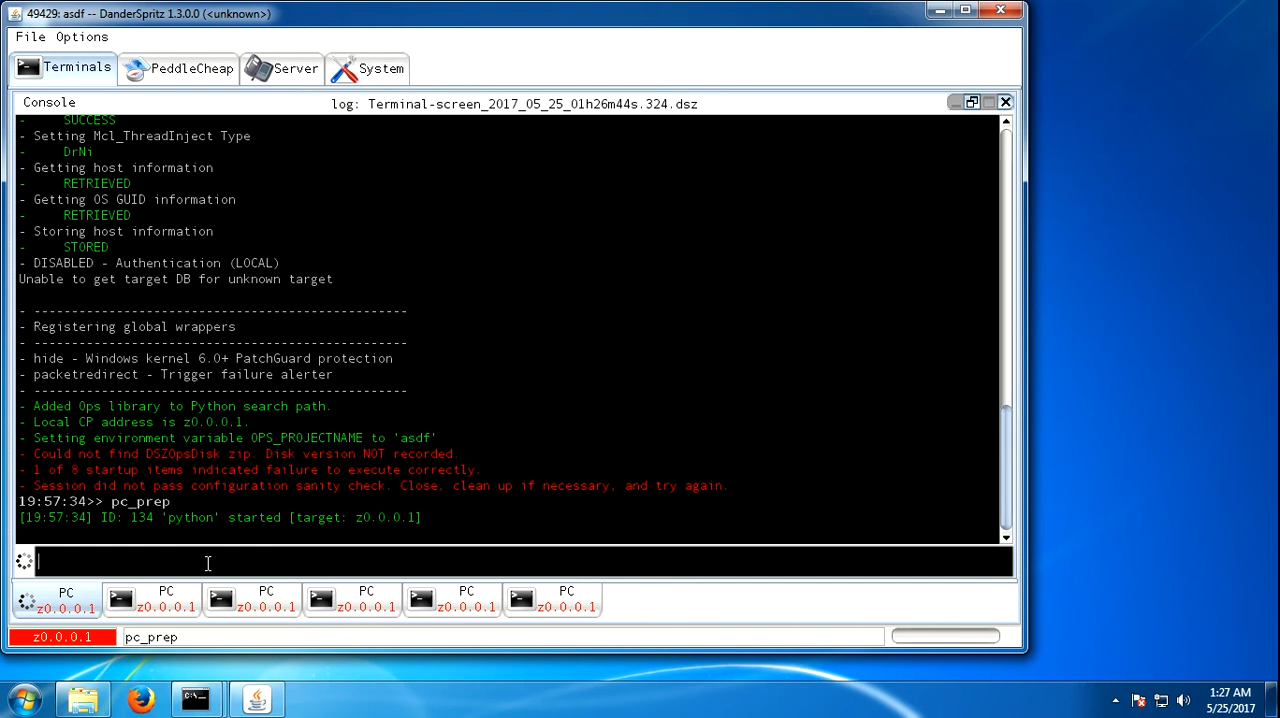 49429: asdf -- DanderSpritz 1.3.0.0 (<unknown>)
File Options
Terminals PeddleCheap Server System
Console log: Terminal-screen_2017_05_25_01h26m44s.324.dsz
- SUCCESS
- Setting Mcl_ThreadInject Type
- DrNi
- Getting host information
- RETRIEVED
- Getting OS GUID information
- RETRIEVED
- Storing host information
- STORED
- DISABLED - Authentication (LOCAL)
Unable to get target DB for unknown target
- --------------------------------------------------
- Registering global wrappers
- --------------------------------------------------
- hide - Windows kernel 6.0+ PatchGuard protection
- packetredirect - Trigger failure alerter
- --------------------------------------------------
- Added Ops library to Python search path.
- Local CP address is z0.0.0.1.
- Setting environment variable OPS_PROJECTNAME to 'asdf'
- Could not find DSZOpsDisk zip. Disk version NOT recorded.
- 1 of 8 startup items indicated failure to execute correctly.
- Session did not pass configuration sanity check. Close, clean up if necessary, and try again.
19:57:34>> pc_prep
[19:57:34] ID: 134 'python' started [target: z0.0.0.1]
PC PC PC PC PC PC
z0.0.0.1 z0.0.0.1 z0.0.0.1 z0.0.0.1 z0.0.0.1 z0.0.0.1
z0.0.0.1 pc_prep
C:\
1:27 AM
5/25/2017